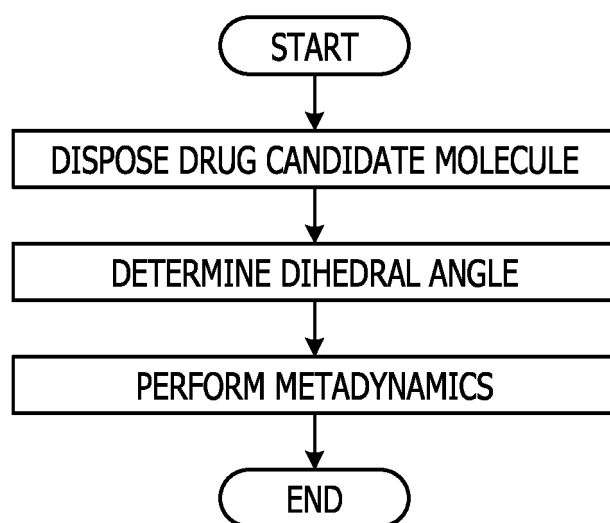 START
DISPOSE DRUG CANDIDATE MOLECULE
DETERMINE DIHEDRAL ANGLE
PERFORM METADYNAMICS
END